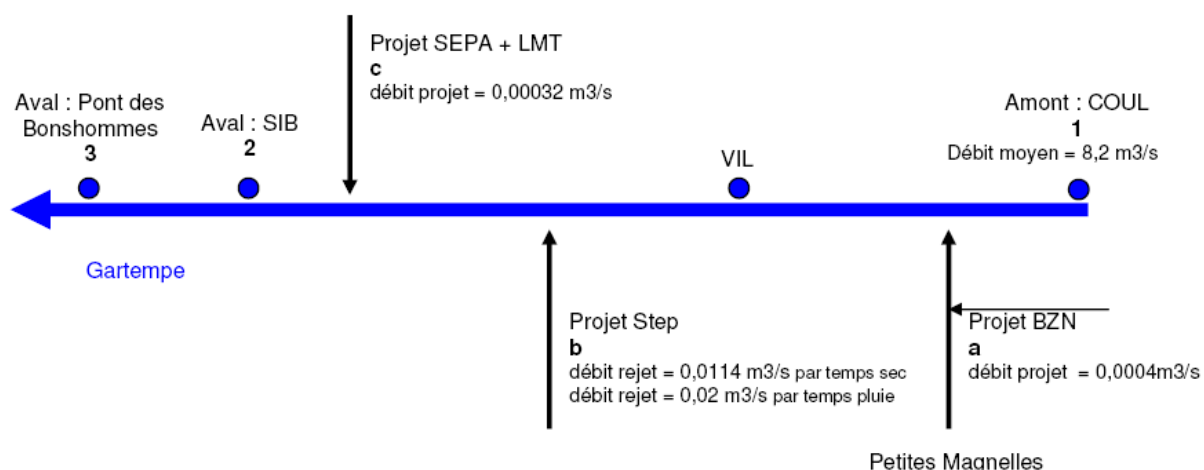 Projet SEPA + LMT
c
débit projet = 0,00032 m3/s
Aval : Pont des
Bonshommes
3
Aval : SIB
2
VIL
Amont : COUL
1
Débit moyen = 8,2 m3/s
Gartempe
Projet Step
b
débit rejet = 0,0114 m3/s par temps sec
débit rejet = 0,02 m3/s par temps pluie
Projet BZN
a
débit projet = 0,0004m3/s
Petites Magnelles